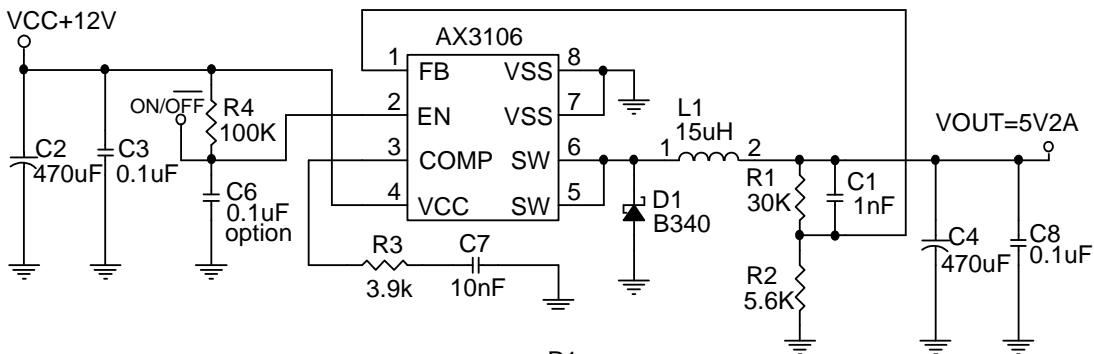 VCC+12V
AX3106
1 FB VSS 8
2 EN VSS 7
3 COMP SW 6
4 VCC SW 5
ON/OFF
R4
100K
C2
470uF
C3
0.1uF
C6
0.1uF
option
R3
3.9k
C7
10nF
L1
15uH
1 2
D1
B340
VOUT=5V2A
R1
30K
C1
1nF
R2
5.6K
C4
470uF
C8
0.1uF